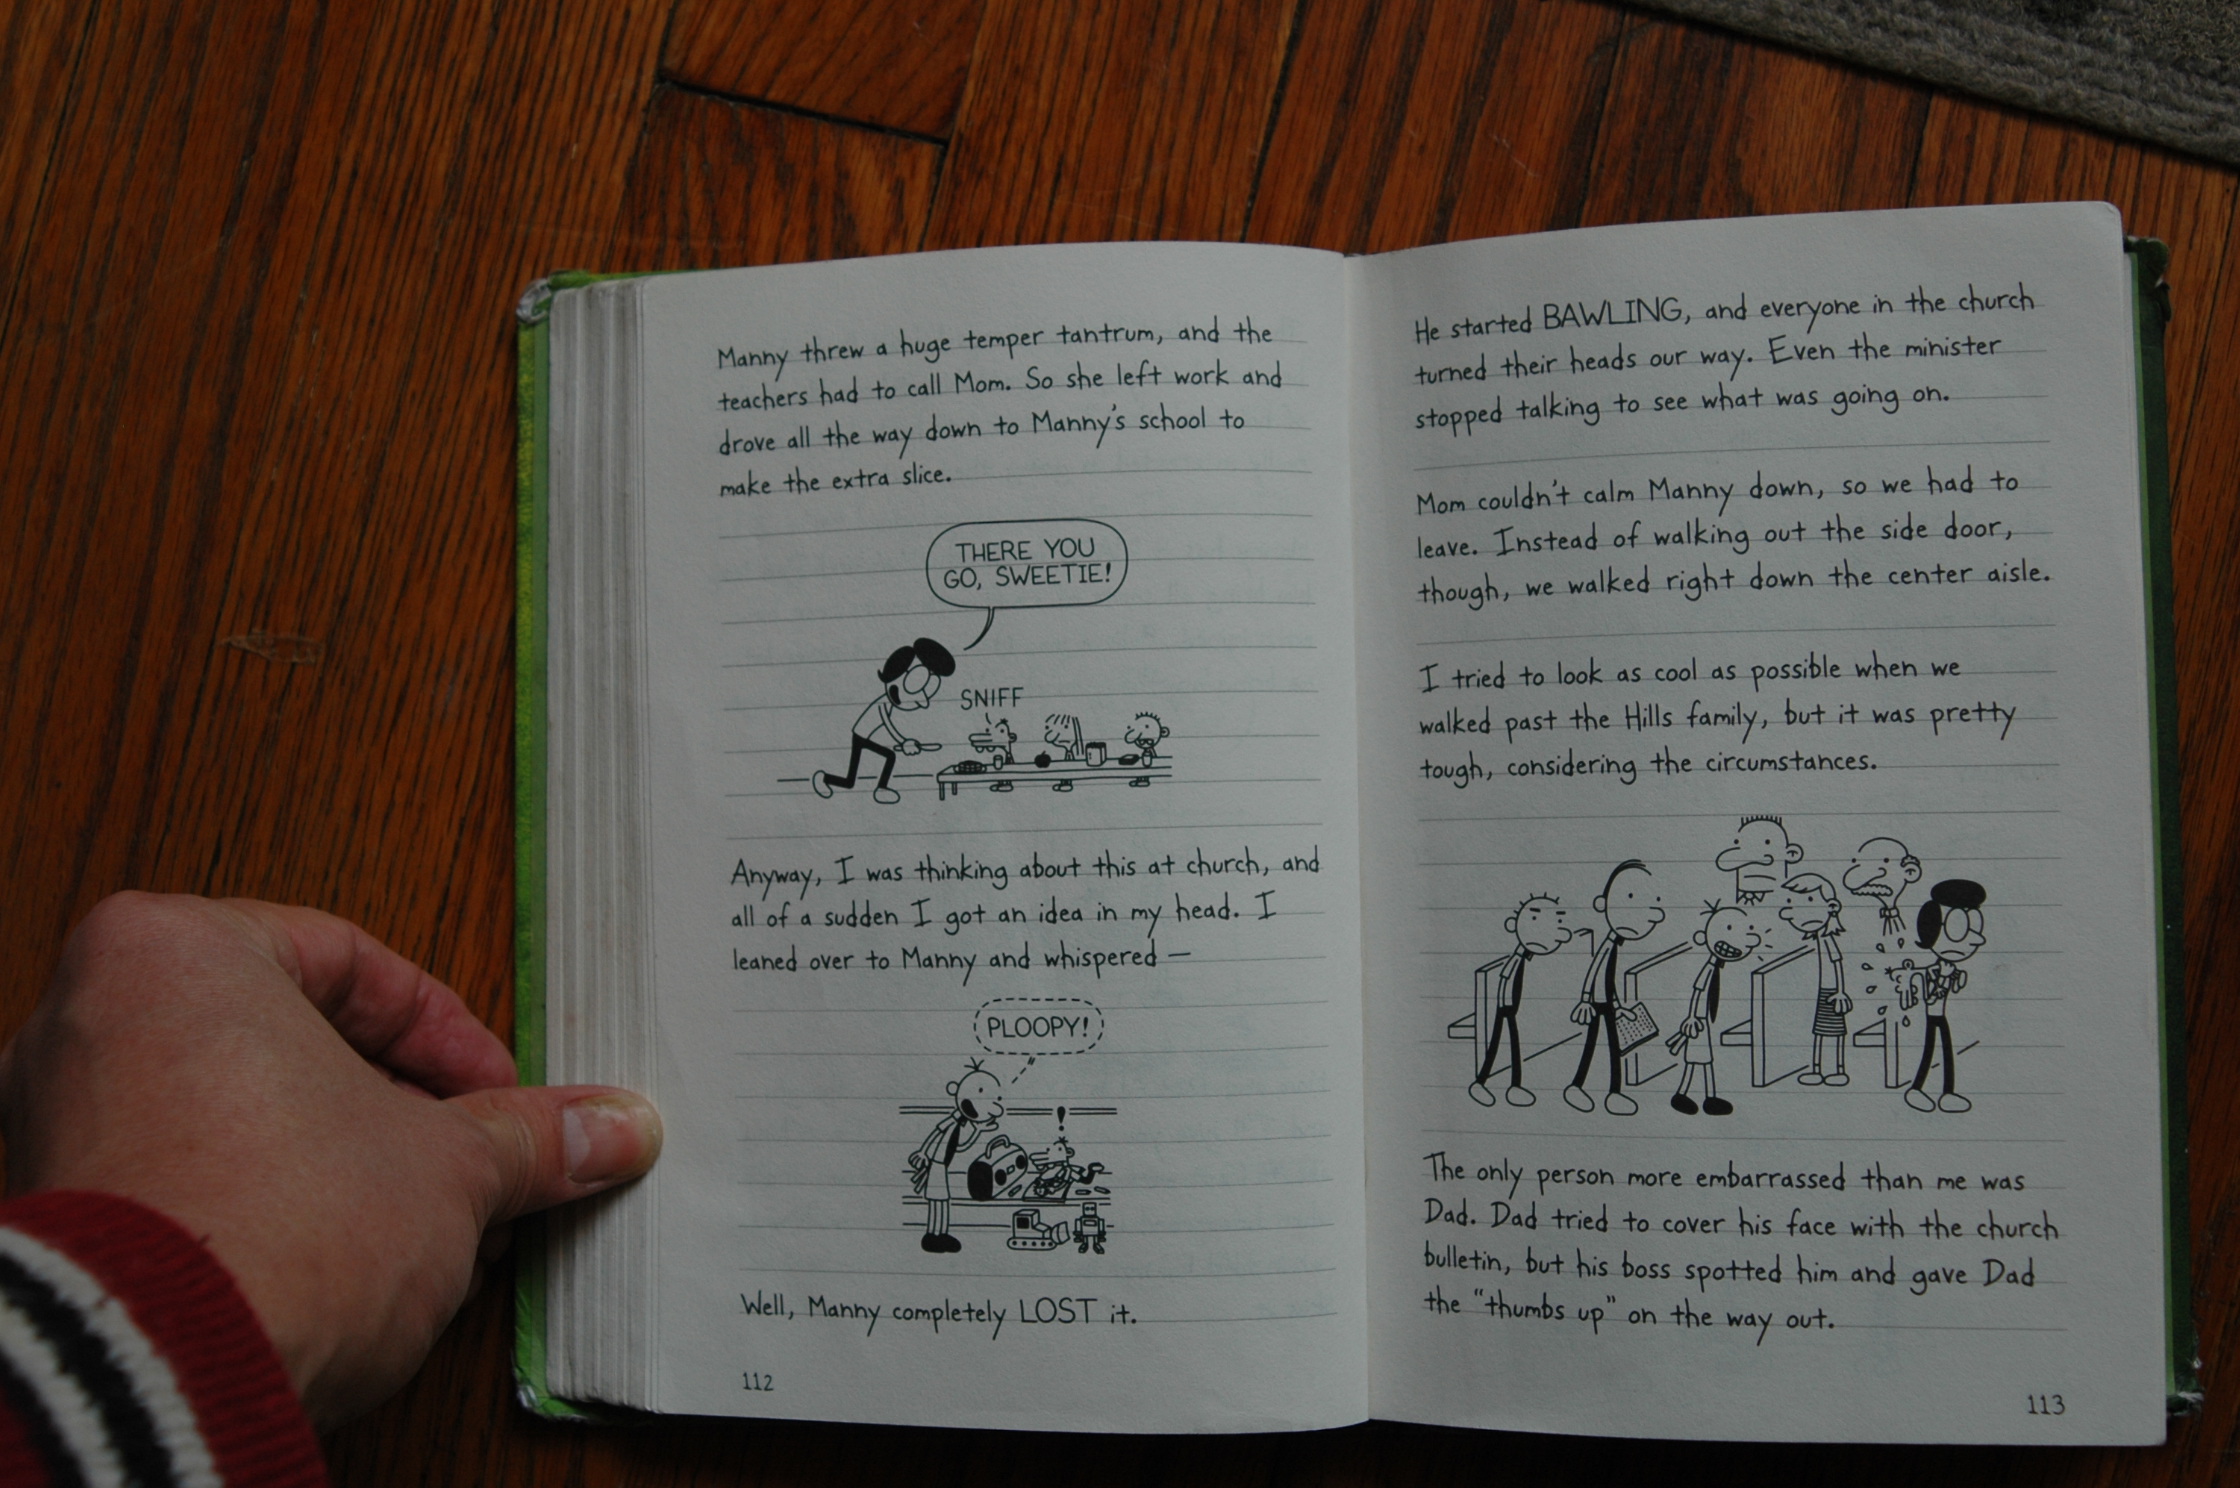 Manny threw a huge temper tantrum, and the
teachers had to call Mom. So she left work and
drove all the way down to Manny's school to
make the extra slice.
THERE YOU
GO, SWEETIE!
SNIFF
Anyway, I was thinking about this at church, and
all of a sudden I got an idea in my head. I
leaned over to Manny and whispered—
PLOOPY!
!
Well, Manny completely LOST it.
112
He started BAWLING, and everyone in the church
turned their heads our way. Even the minister
stopped talking to see what was going on.
Mom couldn't calm Manny down, so we had to
leave. Instead of walking out the side door,
though, we walked right down the center aisle.
I tried to look as cool as possible when we
walked past the Hills family, but it was pretty
tough, considering the circumstances.
The only person more embarrassed than me was
Dad. Dad tried to cover his face with the church
bulletin, but his boss spotted him and gave Dad
the "thumbs up" on the way out.
113